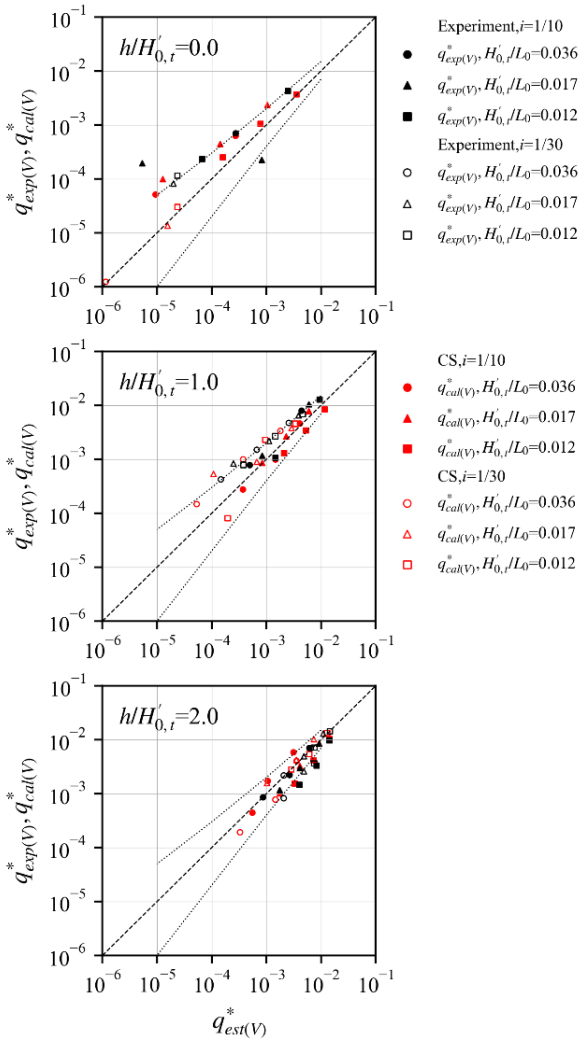 h/H′0,t=0.0
q*exp(V), q*cal(V)
10⁻¹
10⁻²
10⁻³
10⁻⁴
10⁻⁵
10⁻⁶
10⁻⁶ 10⁻⁵ 10⁻⁴ 10⁻³ 10⁻² 10⁻¹
Experiment,i=1/10
q*exp(V), H′0,t/L0=0.036
q*exp(V), H′0,t/L0=0.017
q*exp(V), H′0,t/L0=0.012
Experiment,i=1/30
q*exp(V), H′0,t/L0=0.036
q*exp(V), H′0,t/L0=0.017
q*exp(V), H′0,t/L0=0.012
h/H′0,t=1.0
q*exp(V), q*cal(V)
10⁻¹
10⁻²
10⁻³
10⁻⁴
10⁻⁵
10⁻⁶
10⁻⁶ 10⁻⁵ 10⁻⁴ 10⁻³ 10⁻² 10⁻¹
CS,i=1/10
q*cal(V), H′0,t/L0=0.036
q*cal(V), H′0,t/L0=0.017
q*cal(V), H′0,t/L0=0.012
CS,i=1/30
q*cal(V), H′0,t/L0=0.036
q*cal(V), H′0,t/L0=0.017
q*cal(V), H′0,t/L0=0.012
h/H′0,t=2.0
q*exp(V), q*cal(V)
10⁻¹
10⁻²
10⁻³
10⁻⁴
10⁻⁵
10⁻⁶
10⁻⁶ 10⁻⁵ 10⁻⁴ 10⁻³ 10⁻² 10⁻¹
q*est(V)